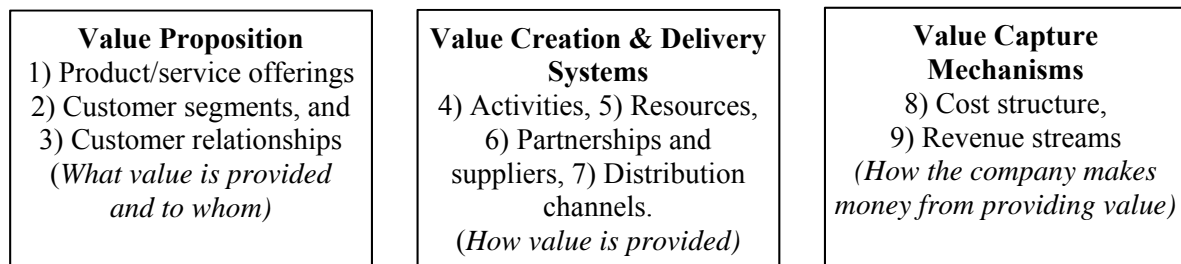 Value Proposition
1) Product/service offerings
2) Customer segments, and
3) Customer relationships
(What value is provided
and to whom)
Value Creation & Delivery
Systems
4) Activities, 5) Resources,
6) Partnerships and
suppliers, 7) Distribution
channels.
(How value is provided)
Value Capture
Mechanisms
8) Cost structure,
9) Revenue streams
(How the company makes
money from providing value)